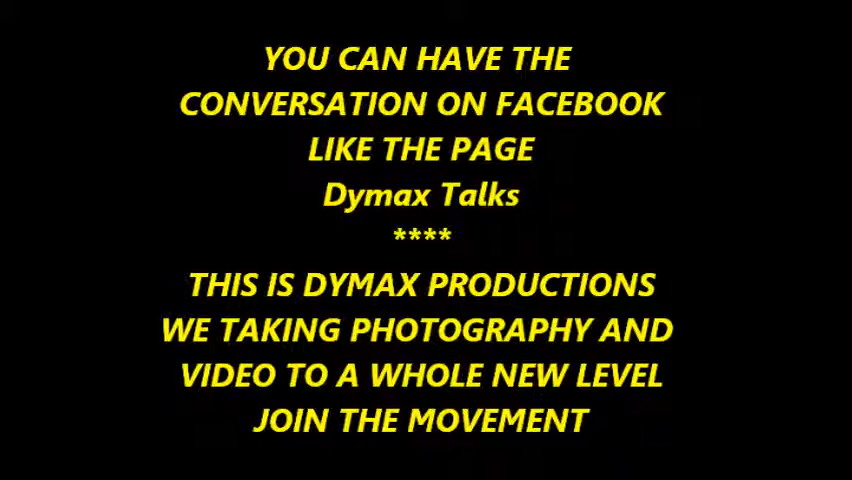 YOU CAN HAVE THE
CONVERSATION ON FACEBOOK
LIKE THE PAGE
Dymax Talks
****
THIS IS DYMAX PRODUCTIONS
WE TAKING PHOTOGRAPHY AND
VIDEO TO A WHOLE NEW LEVEL
JOIN THE MOVEMENT